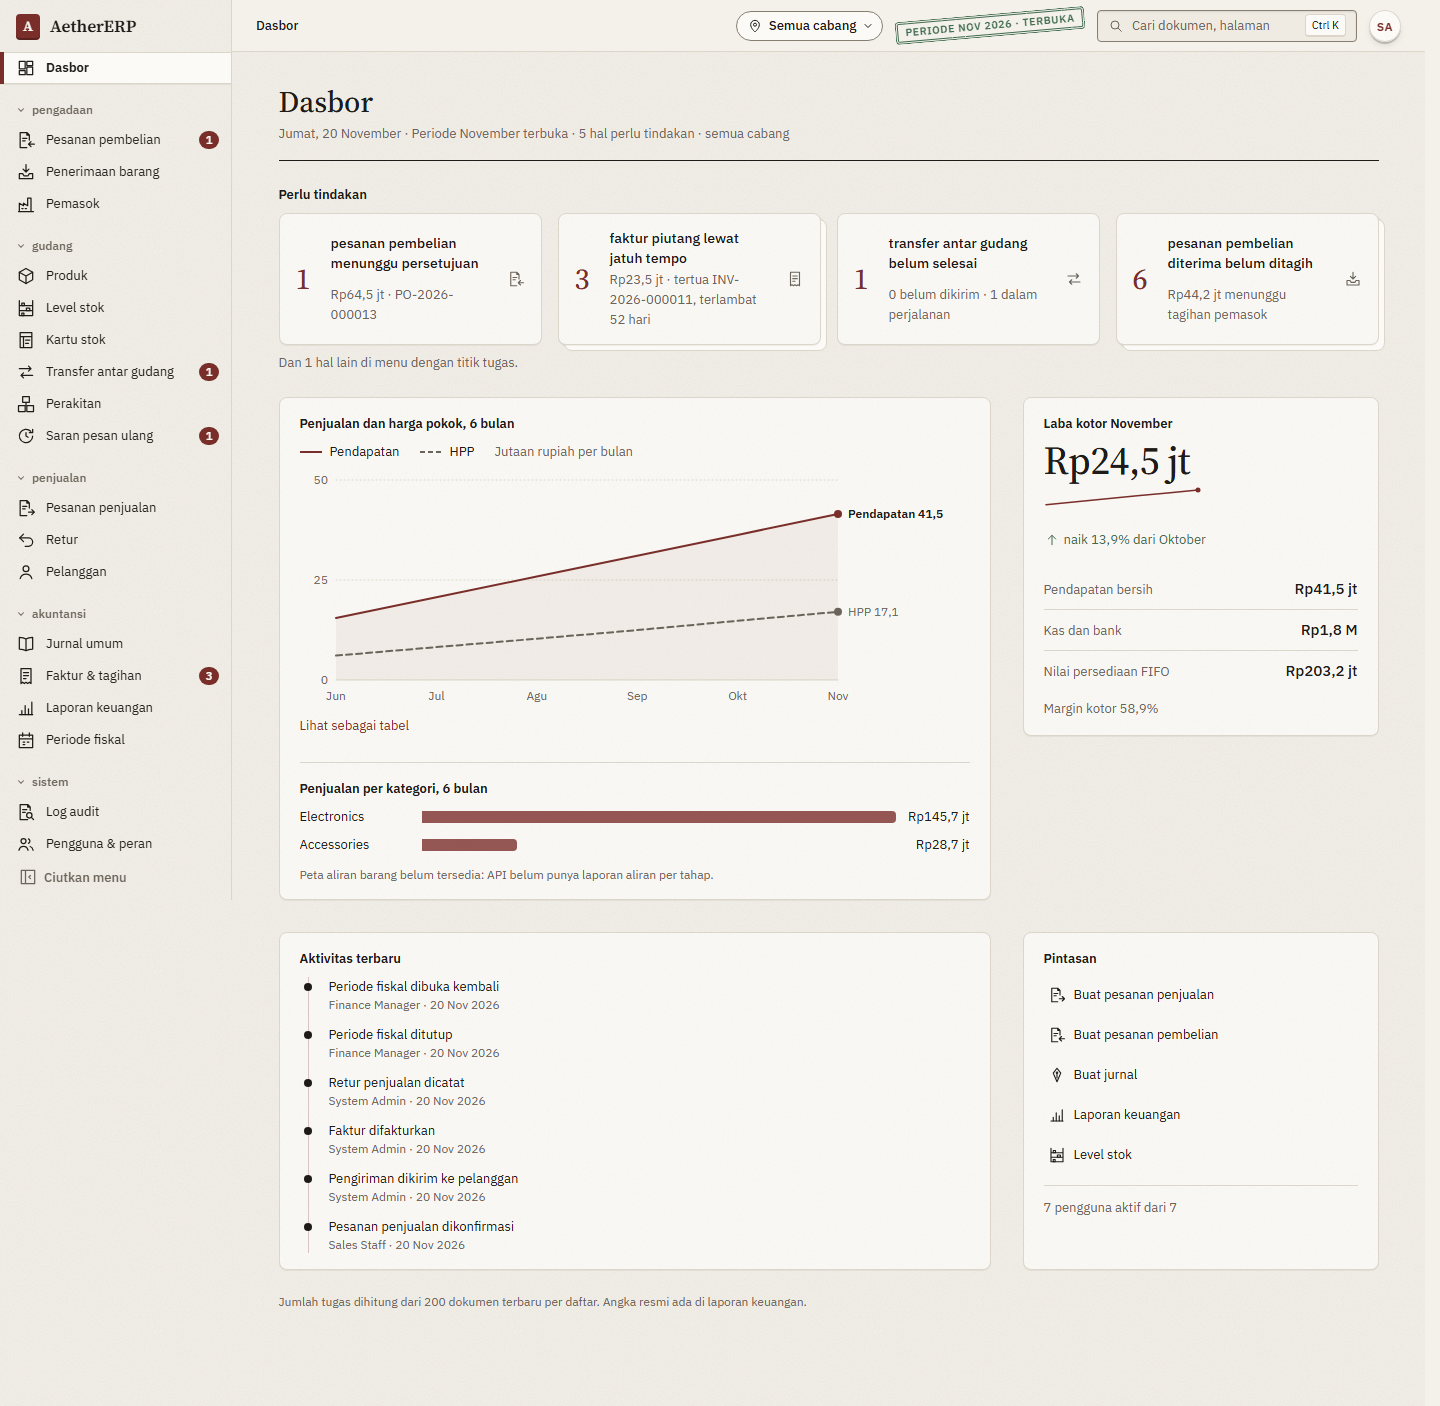 A AetherERP
Dasbor
Semua cabang
PERIODE NOV 2026 · TERBUKA
Cari dokumen, halaman
Ctrl K
SA
Dasbor
pengadaan
Pesanan pembelian 1
Penerimaan barang
Pemasok
gudang
Produk
Level stok
Kartu stok
Transfer antar gudang 1
Perakitan
Saran pesan ulang 1
penjualan
Pesanan penjualan
Retur
Pelanggan
akuntansi
Jurnal umum
Faktur & tagihan 3
Laporan keuangan
Periode fiskal
sistem
Log audit
Pengguna & peran
Ciutkan menu
Dasbor
Jumat, 20 November · Periode November terbuka · 5 hal perlu tindakan · semua cabang
Perlu tindakan
1
pesanan pembelian
menunggu persetujuan
Rp64,5 jt · PO-2026-
000013
3
faktur piutang lewat
jatuh tempo
Rp23,5 jt · tertua INV-
2026-000011, terlambat
52 hari
1
transfer antar gudang
belum selesai
0 belum dikirim · 1 dalam
perjalanan
6
pesanan pembelian
diterima belum ditagih
Rp44,2 jt menunggu
tagihan pemasok
Dan 1 hal lain di menu dengan titik tugas.
Penjualan dan harga pokok, 6 bulan
Pendapatan HPP Jutaan rupiah per bulan
50
Pendapatan 41,5
25
HPP 17,1
0
Jun Jul Agu Sep Okt Nov
Lihat sebagai tabel
Penjualan per kategori, 6 bulan
Electronics Rp145,7 jt
Accessories Rp28,7 jt
Peta aliran barang belum tersedia: API belum punya laporan aliran per tahap.
Laba kotor November
Rp24,5 jt
naik 13,9% dari Oktober
Pendapatan bersih Rp41,5 jt
Kas dan bank Rp1,8 M
Nilai persediaan FIFO Rp203,2 jt
Margin kotor 58,9%
Aktivitas terbaru
Periode fiskal dibuka kembali
Finance Manager · 20 Nov 2026
Periode fiskal ditutup
Finance Manager · 20 Nov 2026
Retur penjualan dicatat
System Admin · 20 Nov 2026
Faktur difakturkan
System Admin · 20 Nov 2026
Pengiriman dikirim ke pelanggan
System Admin · 20 Nov 2026
Pesanan penjualan dikonfirmasi
Sales Staff · 20 Nov 2026
Pintasan
Buat pesanan penjualan
Buat pesanan pembelian
Buat jurnal
Laporan keuangan
Level stok
7 pengguna aktif dari 7
Jumlah tugas dihitung dari 200 dokumen terbaru per daftar. Angka resmi ada di laporan keuangan.